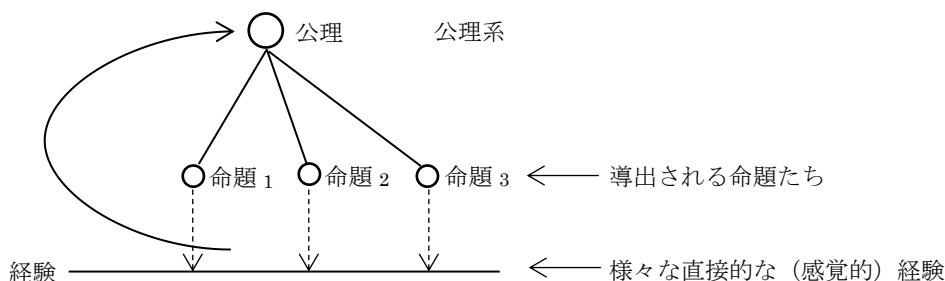 公理 公理系
命題 1 命題 2 命題 3 導出される命題たち
経験 様々な直接的な（感覚的）経験